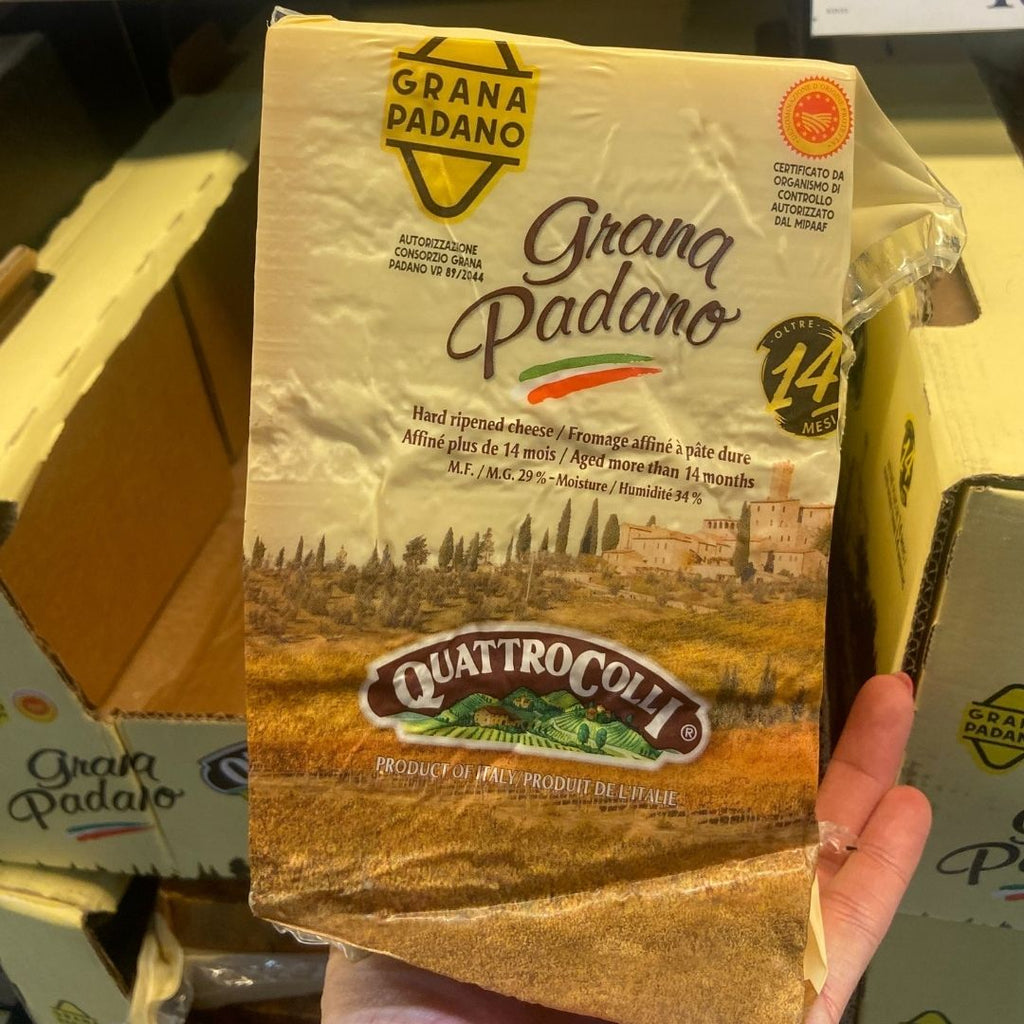 GRANA
PADANO
AUTORIZZAZIONE
CONSORZIO GRANA
PADANO VR 89/2044
CERTIFICATO DA
ORGANISMO DI
CONTROLLO
AUTORIZZATO
DAL MIPAAF
Grana
Padano
OLTRE
14
MESI
Hard ripened cheese / Fromage affiné à pâte dure
Affiné plus de 14 mois / Aged more than 14 months
M.F. / M.G. 29 % - Moisture / Humidité 34 %
QUATTROCOLLI ®
PRODUCT OF ITALY/PRODUIT DE L'ITALIE
Grana
Padano
GRANA
PADANO